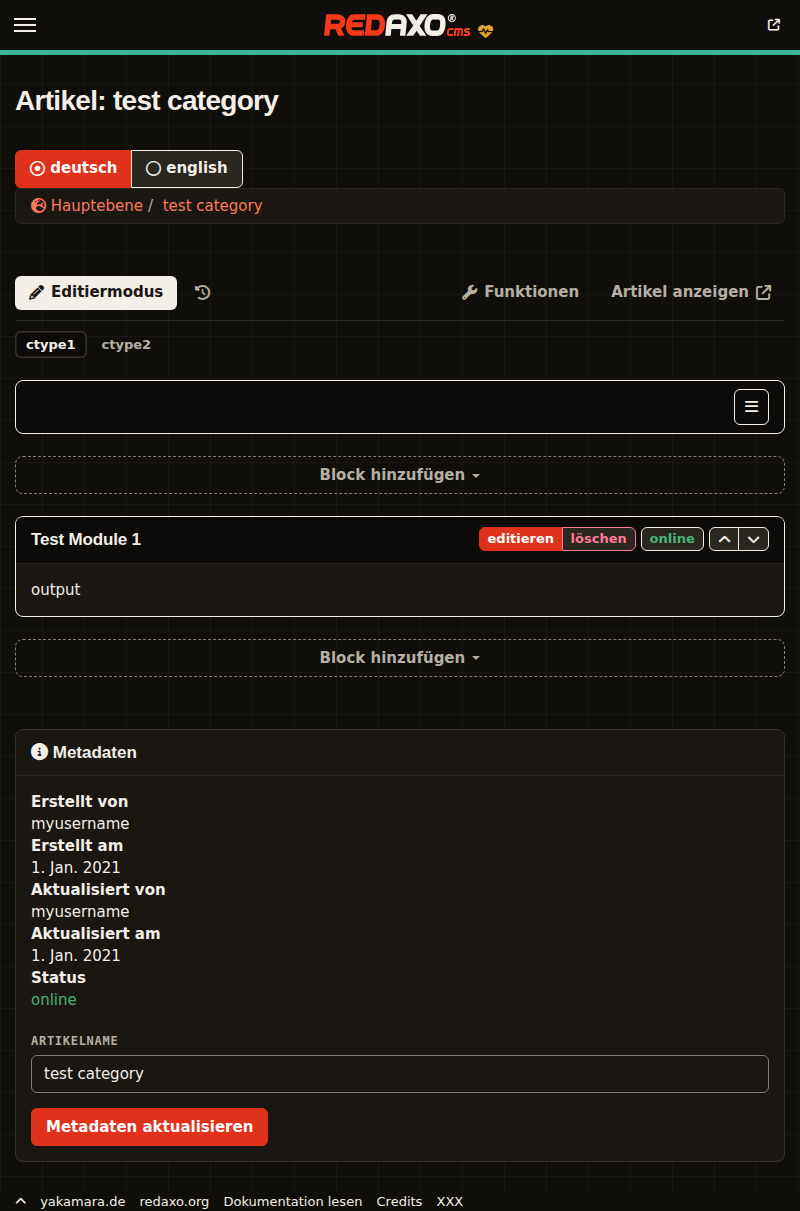 REDAXO® cms
Artikel: test category
deutsch english
Hauptebene / test category
Editiermodus Funktionen Artikel anzeigen
ctype1 ctype2
Block hinzufügen
Test Module 1 editieren löschen online
output
Block hinzufügen
Metadaten
Erstellt von
myusername
Erstellt am
1. Jan. 2021
Aktualisiert von
myusername
Aktualisiert am
1. Jan. 2021
Status
online
ARTIKELNAME
test category
Metadaten aktualisieren
yakamara.de redaxo.org Dokumentation lesen Credits XXX